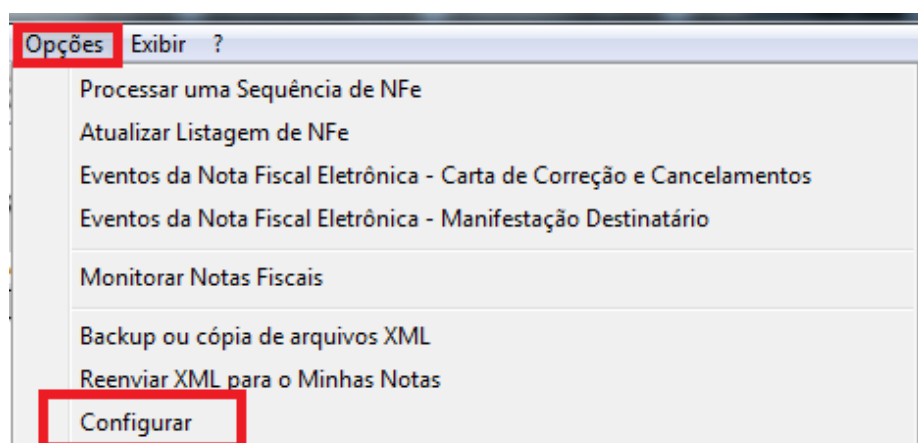 Opções Exibir ?
Processar uma Sequência de NFe
Atualizar Listagem de NFe
Eventos da Nota Fiscal Eletrônica - Carta de Correção e Cancelamentos
Eventos da Nota Fiscal Eletrônica - Manifestação Destinatário
Monitorar Notas Fiscais
Backup ou cópia de arquivos XML
Reenviar XML para o Minhas Notas
Configurar